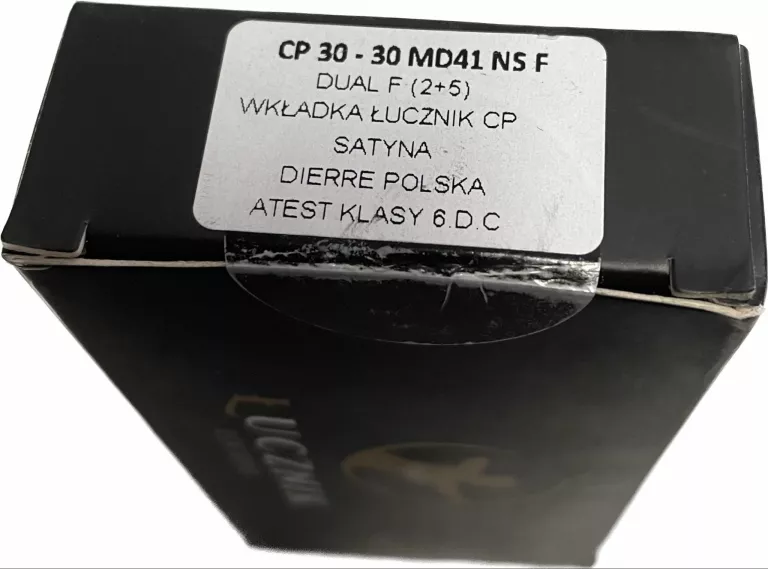 CP 30 - 30 MD41 NS F
DUAL F (2+5)
WKŁADKA ŁUCZNIK CP
SATYNA
DIERRE POLSKA
ATEST KLASY 6.D.C
ŁUCZNIK